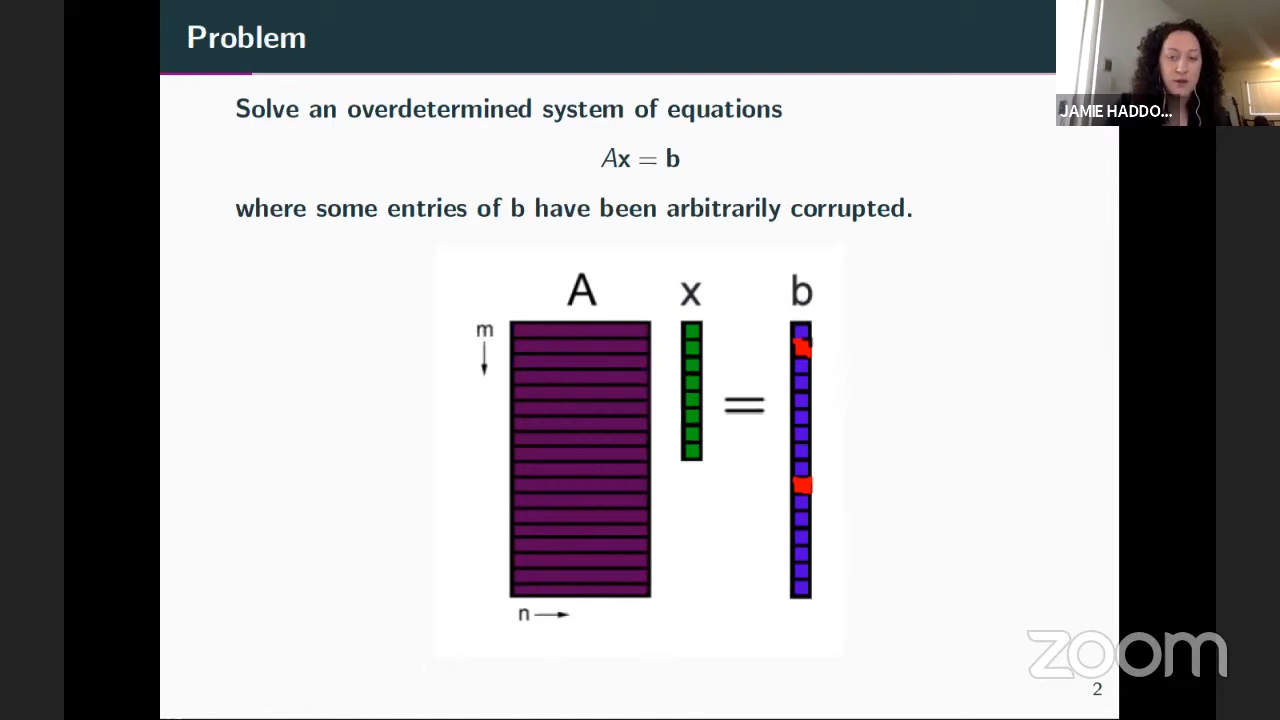 Problem
JAMIE HADDO...
Solve an overdetermined system of equations
Ax = b
where some entries of b have been arbitrarily corrupted.
A x b
m
=
n
zoom
2